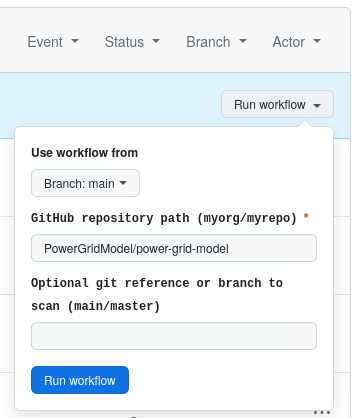 Event Status Branch Actor
Run workflow
Use workflow from
Branch: main
GitHub repository path (myorg/myrepo) *
PowerGridModel/power-grid-model
Optional git reference or branch to
scan (main/master)
Run workflow
...